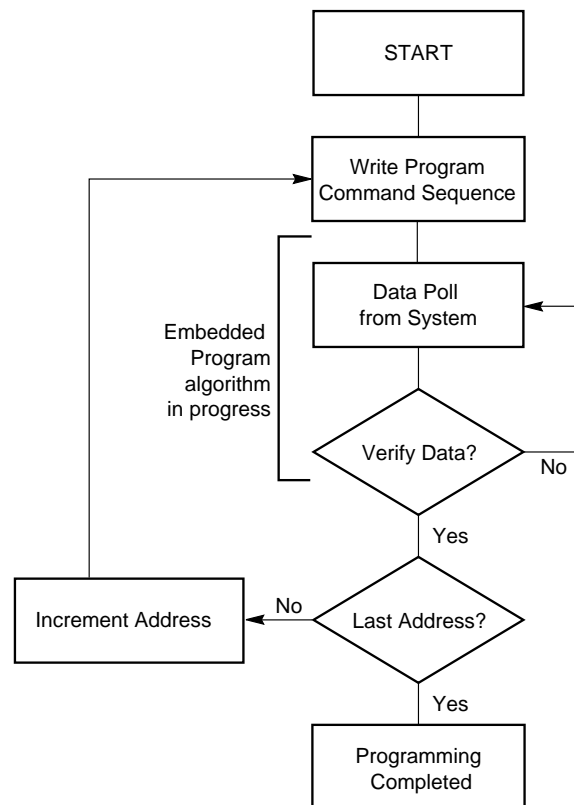 START
Write Program
Command Sequence
Data Poll
from System
Embedded
Program
algorithm
in progress
Verify Data?
No
Yes
Increment Address
No
Last Address?
Yes
Programming
Completed